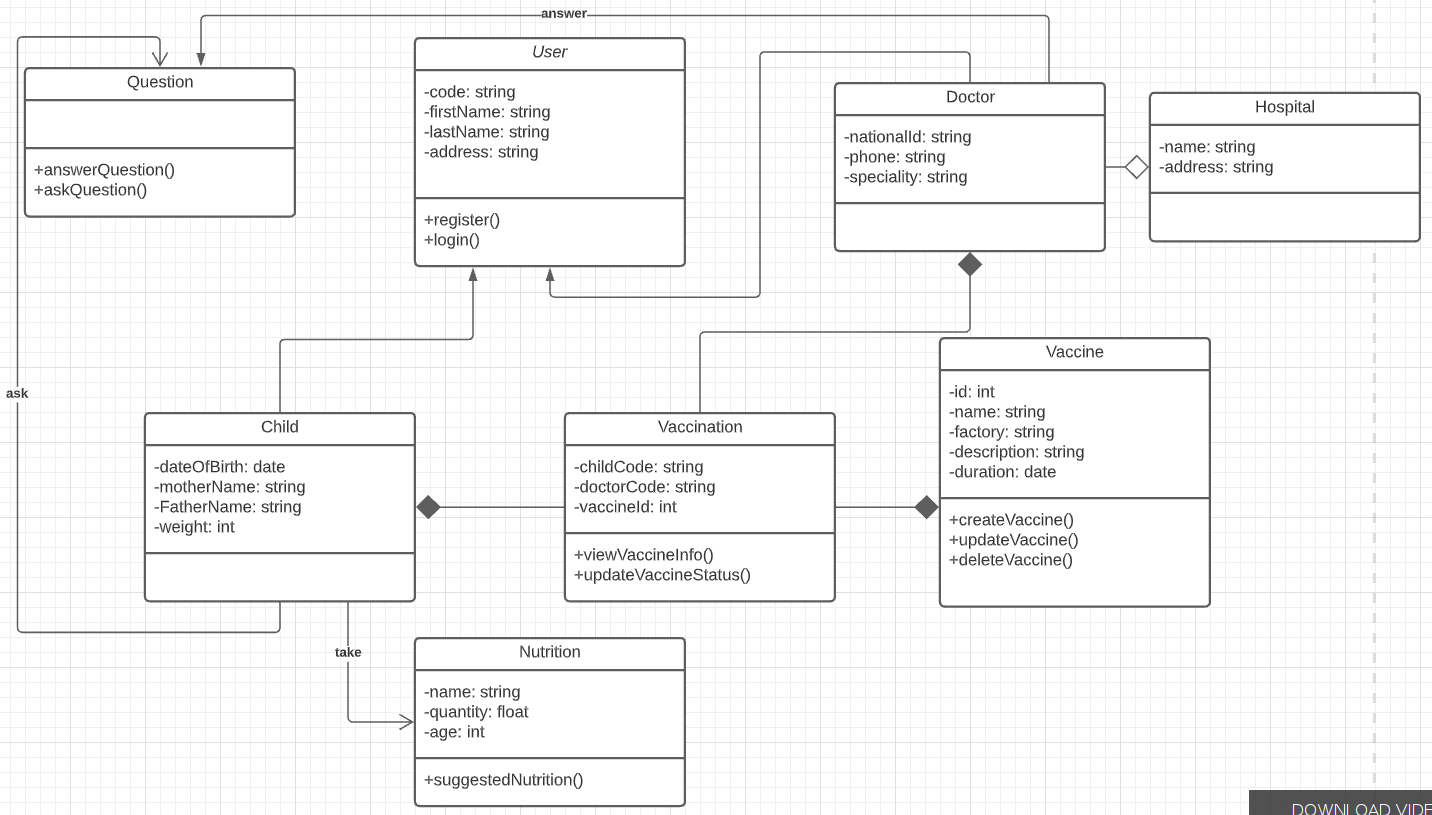 answer
Question
+answerQuestion()
+askQuestion()
User
-code: string
-firstName: string
-lastName: string
-address: string
+register()
+login()
Doctor
-nationalId: string
-phone: string
-speciality: string
Hospital
-name: string
-address: string
ask
Child
-dateOfBirth: date
-motherName: string
-FatherName: string
-weight: int
Vaccination
-childCode: string
-doctorCode: string
-vaccineId: int
+viewVaccineInfo()
+updateVaccineStatus()
Vaccine
-id: int
-name: string
-factory: string
-description: string
-duration: date
+createVaccine()
+updateVaccine()
+deleteVaccine()
take
Nutrition
-name: string
-quantity: float
-age: int
+suggestedNutrition()
DOWNLOAD